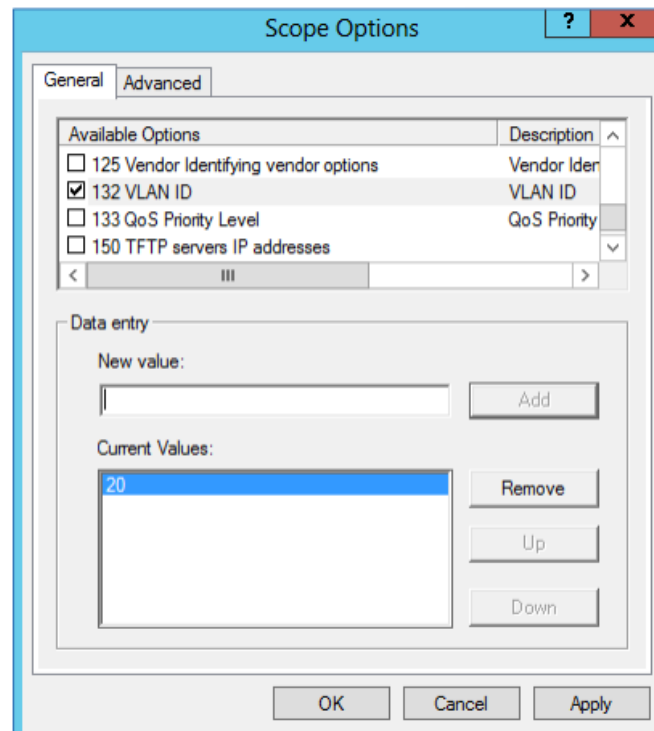 Scope Options
? x
General Advanced
Available Options Description
125 Vendor Identifying vendor options Vendor Iden
132 VLAN ID VLAN ID
133 QoS Priority Level QoS Priority
150 TFTP servers IP addresses
Data entry
New value:
Add
Current Values:
20
Remove
Up
Down
OK Cancel Apply